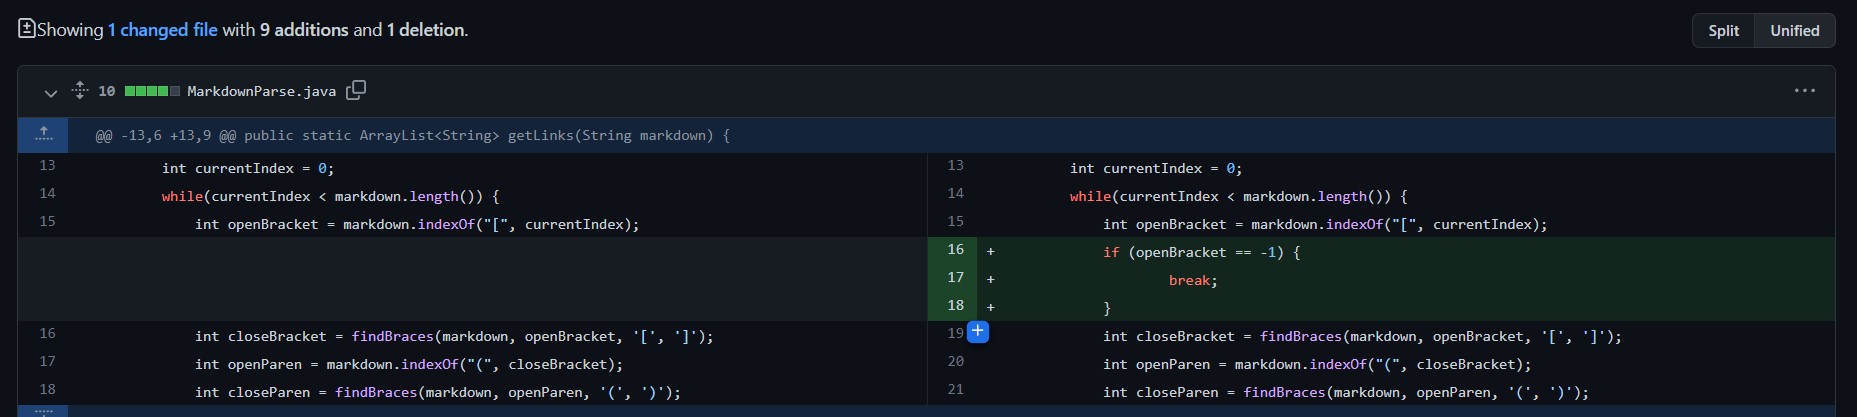 Showing 1 changed file with 9 additions and 1 deletion.
Split Unified
10 MarkdownParse.java
@@ -13,6 +13,9 @@ public static ArrayList<String> getLinks(String markdown) {
13 int currentIndex = 0; 13 int currentIndex = 0;
14 while(currentIndex < markdown.length()) { 14 while(currentIndex < markdown.length()) {
15 int openBracket = markdown.indexOf("[", currentIndex); 15 int openBracket = markdown.indexOf("[", currentIndex);
16 + if (openBracket == -1) {
17 + break;
18 + }
16 int closeBracket = findBraces(markdown, openBracket, '[', ']'); 19 int closeBracket = findBraces(markdown, openBracket, '[', ']');
17 int openParen = markdown.indexOf("(", closeBracket); 20 int openParen = markdown.indexOf("(", closeBracket);
18 int closeParen = findBraces(markdown, openParen, '(', ')'); 21 int closeParen = findBraces(markdown, openParen, '(', ')');